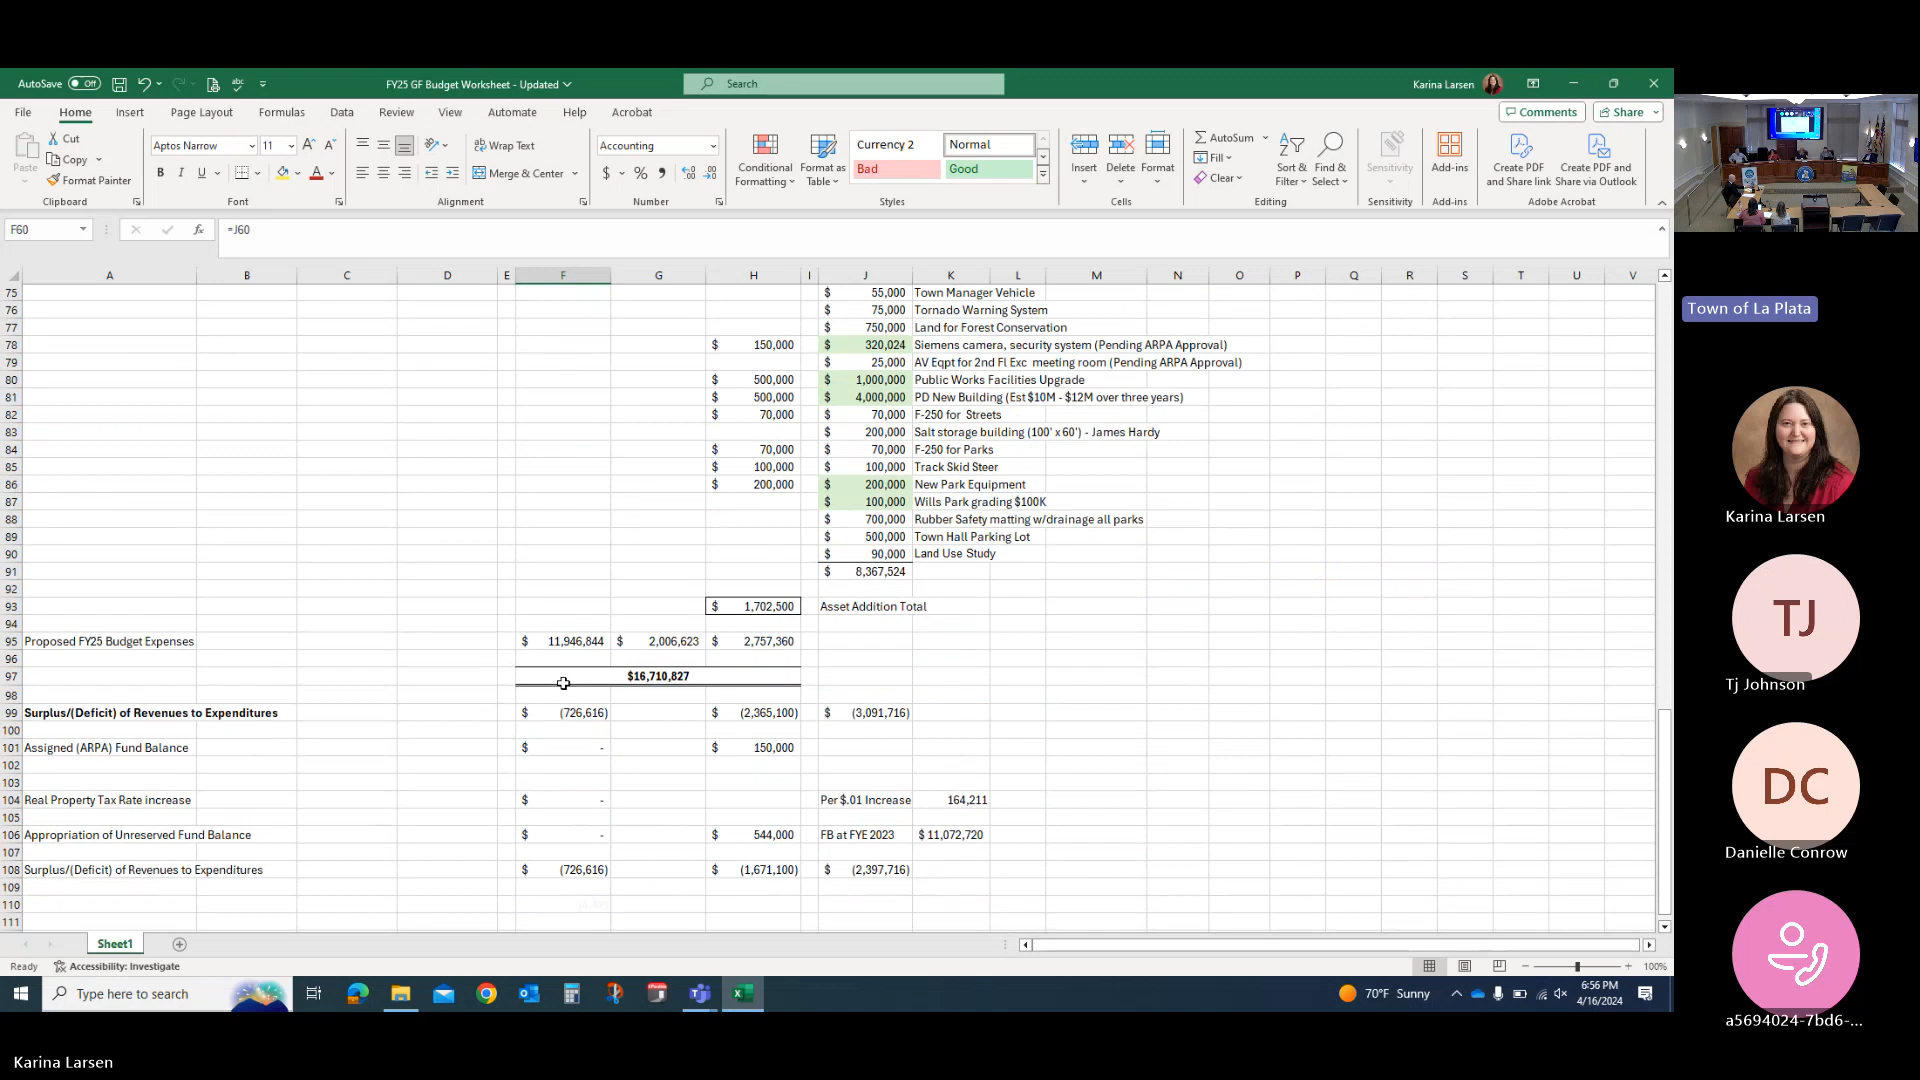 AutoSave Off
FY25 GF Budget Worksheet - Updated
Search
Karina Larsen
File Home Insert Page Layout Formulas Data Review View Automate Help Acrobat
Comments Share
Paste Cut Copy Format Painter
Aptos Narrow 11
Wrap Text
Merge & Center
Accounting
Conditional Formatting
Format as Table
Currency 2 Normal
Bad Good
Insert Delete Format
AutoSum
Fill
Clear
Sort & Filter
Find & Select
Sensitivity
Add-ins
Create PDF and Share link
Create PDF and Share via Outlook
Clipboard Font Alignment Number Styles Cells Editing Sensitivity Add-ins Adobe Acrobat
F60 fx =J60
A B C D E F G H I J K L M N O P Q R S T U V
75 $ 55,000 Town Manager Vehicle
76 $ 75,000 Tornado Warning System
77 $ 750,000 Land for Forest Conservation
78 $ 150,000 $ 320,024 Siemens camera, security system (Pending ARPA Approval)
79 $ 25,000 AV Eqpt for 2nd Fl Exc meeting room (Pending ARPA Approval)
80 $ 500,000 $ 1,000,000 Public Works Facilities Upgrade
81 $ 500,000 $ 4,000,000 PD New Building (Est $10M - $12M over three years)
82 $ 70,000 $ 70,000 F-250 for Streets
83 $ 200,000 Salt storage building (100' x 60') - James Hardy
84 $ 70,000 $ 70,000 F-250 for Parks
85 $ 100,000 $ 100,000 Track Skid Steer
86 $ 200,000 $ 200,000 New Park Equipment
87 $ 100,000 Wills Park grading $100K
88 $ 700,000 Rubber Safety matting w/drainage all parks
89 $ 500,000 Town Hall Parking Lot
90 $ 90,000 Land Use Study
91 $ 8,367,524
92
93 $ 1,702,500 Asset Addition Total
94
95 Proposed FY25 Budget Expenses $ 11,946,844 $ 2,006,623 $ 2,757,360
96
97 $16,710,827
98
99 Surplus/(Deficit) of Revenues to Expenditures $ (726,616) $ (2,365,100) $ (3,091,716)
100
101 Assigned (ARPA) Fund Balance $ - $ 150,000
102
103
104 Real Property Tax Rate increase $ - Per $.01 Increase 164,211
105
106 Appropriation of Unreserved Fund Balance $ - $ 544,000 FB at FYE 2023 $ 11,072,720
107
108 Surplus/(Deficit) of Revenues to Expenditures $ (726,616) $ (1,671,100) $ (2,397,716)
109
110
111
Sheet1
Ready Accessibility: Investigate 100%
Type here to search
70°F Sunny
6:56 PM
4/16/2024
Town of La Plata
Karina Larsen
TJ
Tj Johnson
DC
Danielle Conrow
a5694024-7bd6-...
Karina Larsen